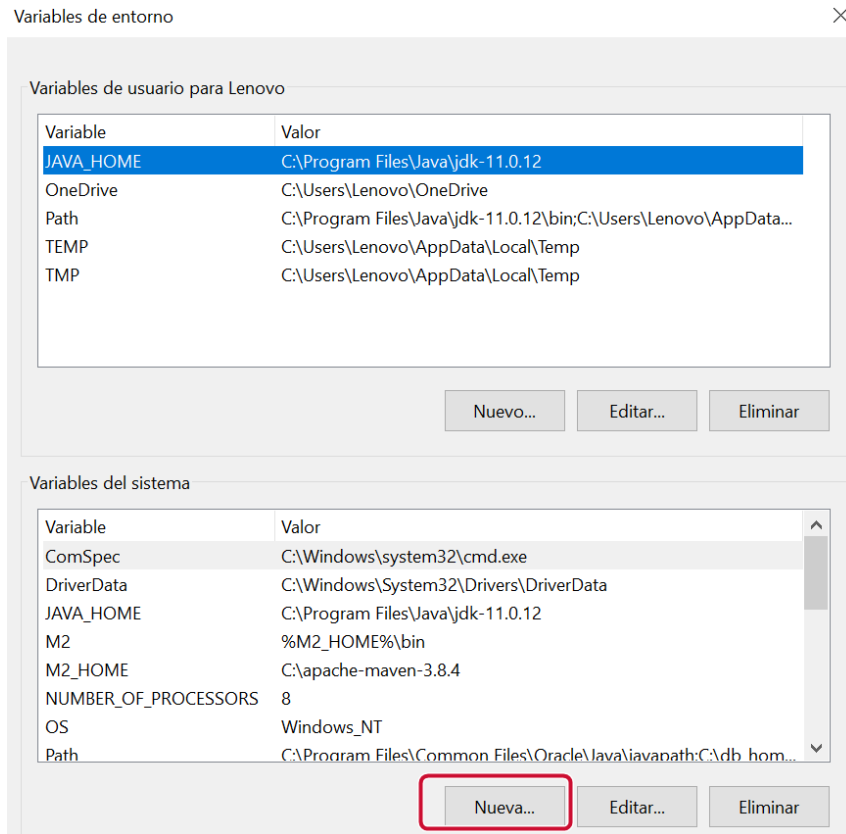 Variables de entorno
Variables de usuario para Lenovo
Variable Valor
JAVA_HOME C:\Program Files\Java\jdk-11.0.12
OneDrive C:\Users\Lenovo\OneDrive
Path C:\Program Files\Java\jdk-11.0.12\bin;C:\Users\Lenovo\AppData...
TEMP C:\Users\Lenovo\AppData\Local\Temp
TMP C:\Users\Lenovo\AppData\Local\Temp
Nuevo... Editar... Eliminar
Variables del sistema
Variable Valor
ComSpec C:\Windows\system32\cmd.exe
DriverData C:\Windows\System32\Drivers\DriverData
JAVA_HOME C:\Program Files\Java\jdk-11.0.12
M2 %M2_HOME%\bin
M2_HOME C:\apache-maven-3.8.4
NUMBER_OF_PROCESSORS 8
OS Windows_NT
Path C:\Program Files\Common Files\Oracle\Java\javapath;C:\db_hom...
Nueva... Editar... Eliminar